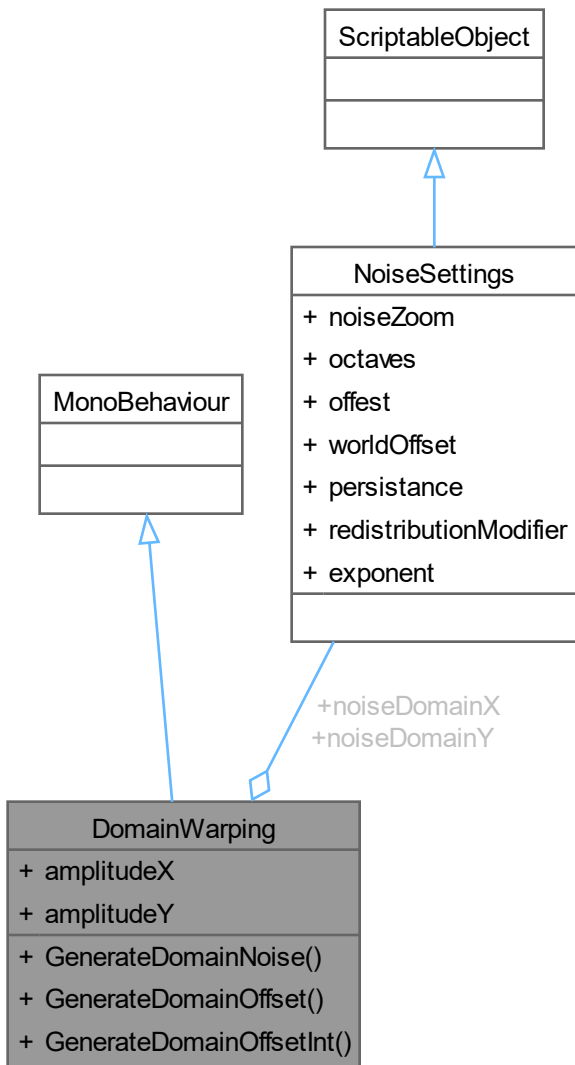 ScriptableObject
NoiseSettings
+ noiseZoom
+ octaves
+ offest
+ worldOffset
+ persistance
+ redistributionModifier
+ exponent
MonoBehaviour
+noiseDomainX
+noiseDomainY
DomainWarping
+ amplitudeX
+ amplitudeY
+ GenerateDomainNoise()
+ GenerateDomainOffset()
+ GenerateDomainOffsetInt()